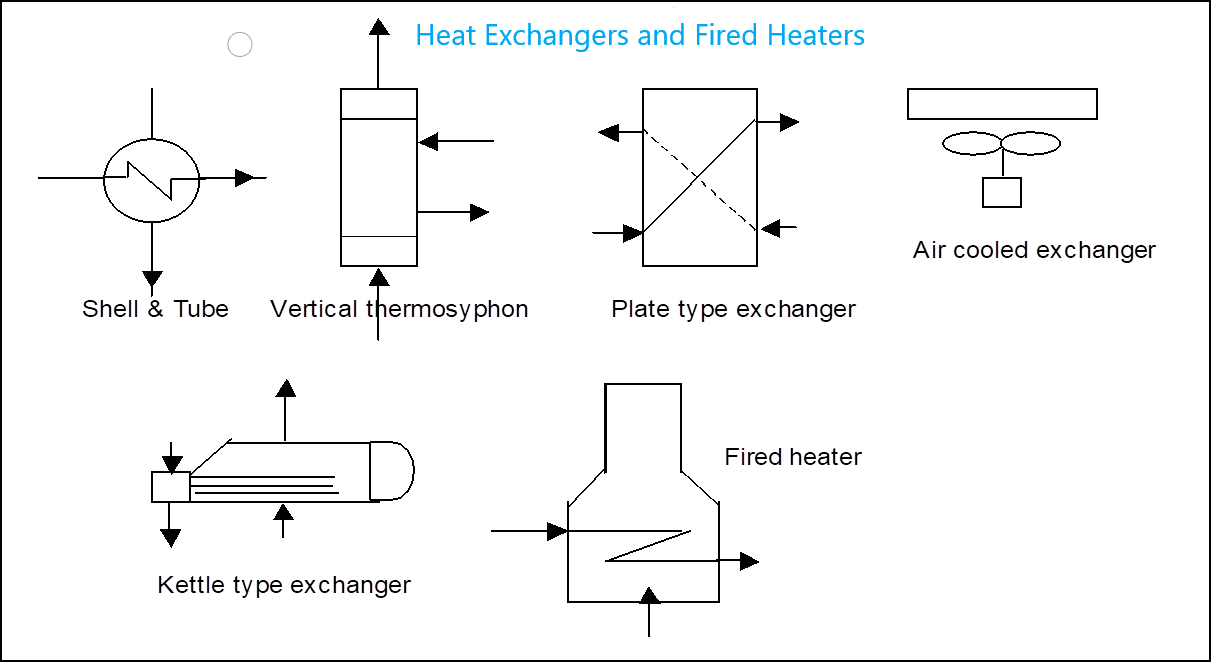 Heat Exchangers and Fired Heaters
Air cooled exchanger
Shell & Tube
Vertical thermosyphon
Plate type exchanger
Fired heater
Kettle type exchanger